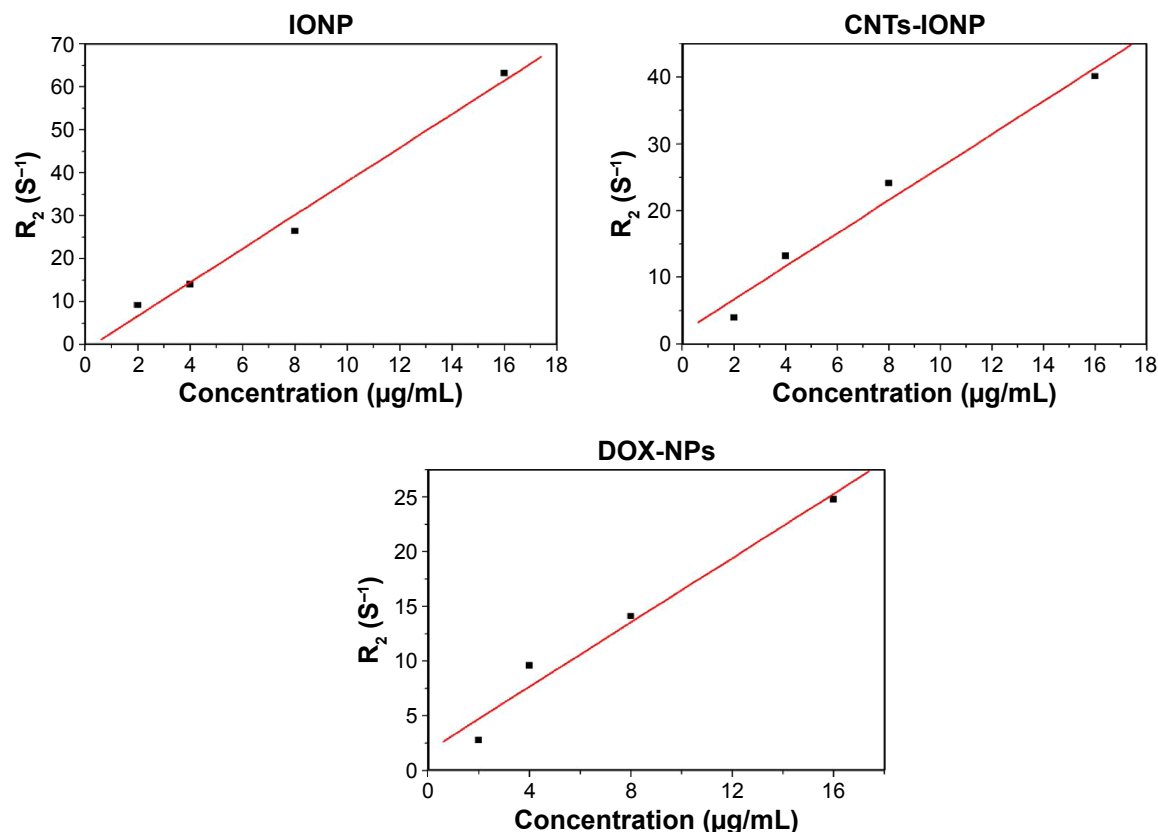 IONP
70
60
50
40
30
20
10
0
R₂ (S⁻¹)
0 2 4 6 8 10 12 14 16 18
Concentration (μg/mL)
CNTs-IONP
40
30
20
10
0
R₂ (S⁻¹)
0 2 4 6 8 10 12 14 16 18
Concentration (μg/mL)
DOX-NPs
25
20
15
10
5
0
R₂ (S⁻¹)
0 4 8 12 16
Concentration (μg/mL)